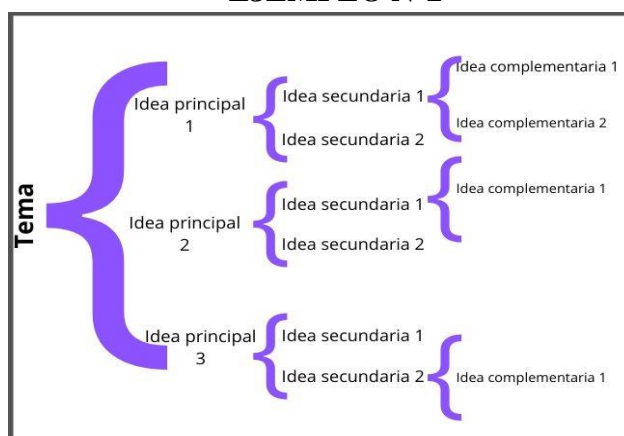 Tema
Idea principal
1
Idea secundaria 1
Idea complementaria 1
Idea complementaria 2
Idea secundaria 2
Idea principal
2
Idea secundaria 1
Idea complementaria 1
Idea secundaria 2
Idea principal
3
Idea secundaria 1
Idea secundaria 2
Idea complementaria 1